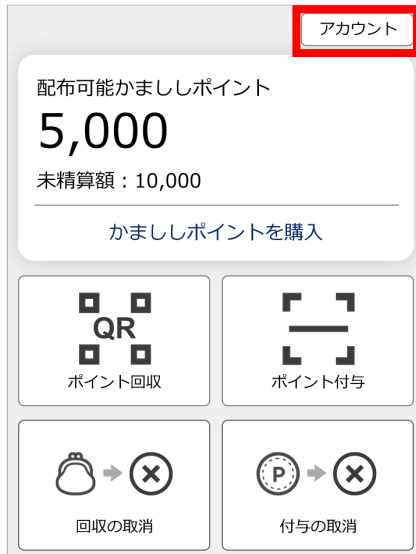 アカウント
配布可能かまししポイント
5,000
未精算額：10,000
かまししポイントを購入
QR
ポイント回収
ポイント付与
P
回収の取消
付与の取消